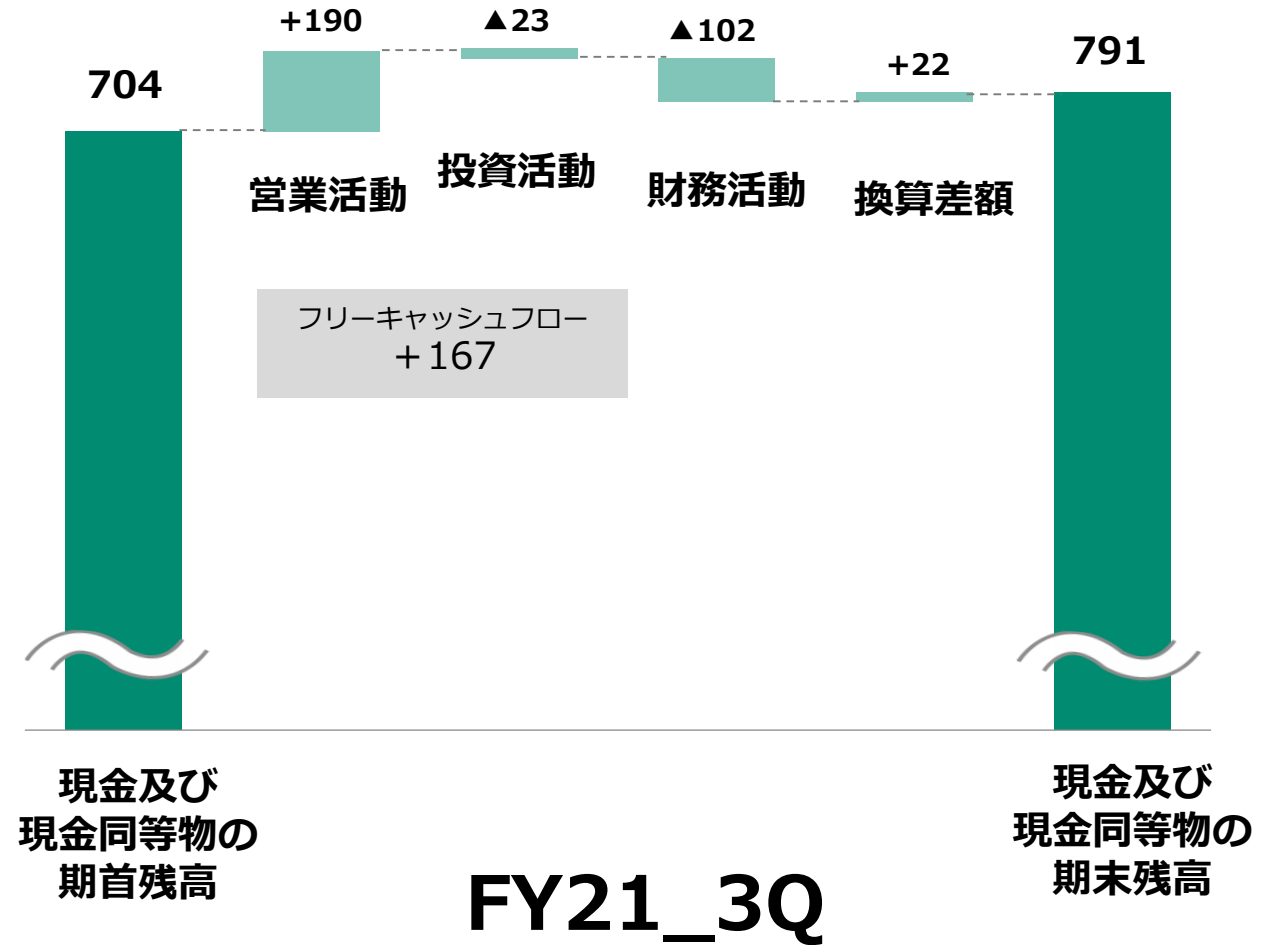 704
+190
▲23
▲102
+22
791
営業活動
投資活動
財務活動
換算差額
フリーキャッシュフロー
＋167
現金及び
現金同等物の
期首残高
現金及び
現金同等物の
期末残高
FY21_3Q